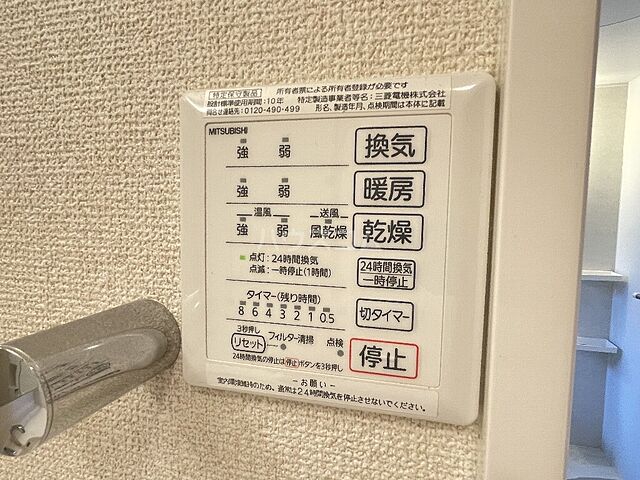 特定保守製品 所有者票による所有者登録が必要です
設計標準使用期間:10年 特定製造事業者等名:三菱電機株式会社
問合せ連絡先:0120-490-499 形名、製造年月、点検期間は本体に記載
MITSUBISHI
強 弱 換気
強 弱 暖房
温風 送風
強 弱 風乾燥 乾燥
点灯:24時間換気
点滅:一時停止(1時間)
24時間換気
一時停止
タイマー(残り時間)
8 6 4 3 2 1 0.5
切タイマー
3秒押し
リセット フィルター清掃 点検
停止
24時間換気の停止は停止ボタンを3秒押し
-お願い-
室内環境維持のため、通常は24時間換気を停止させないでください。